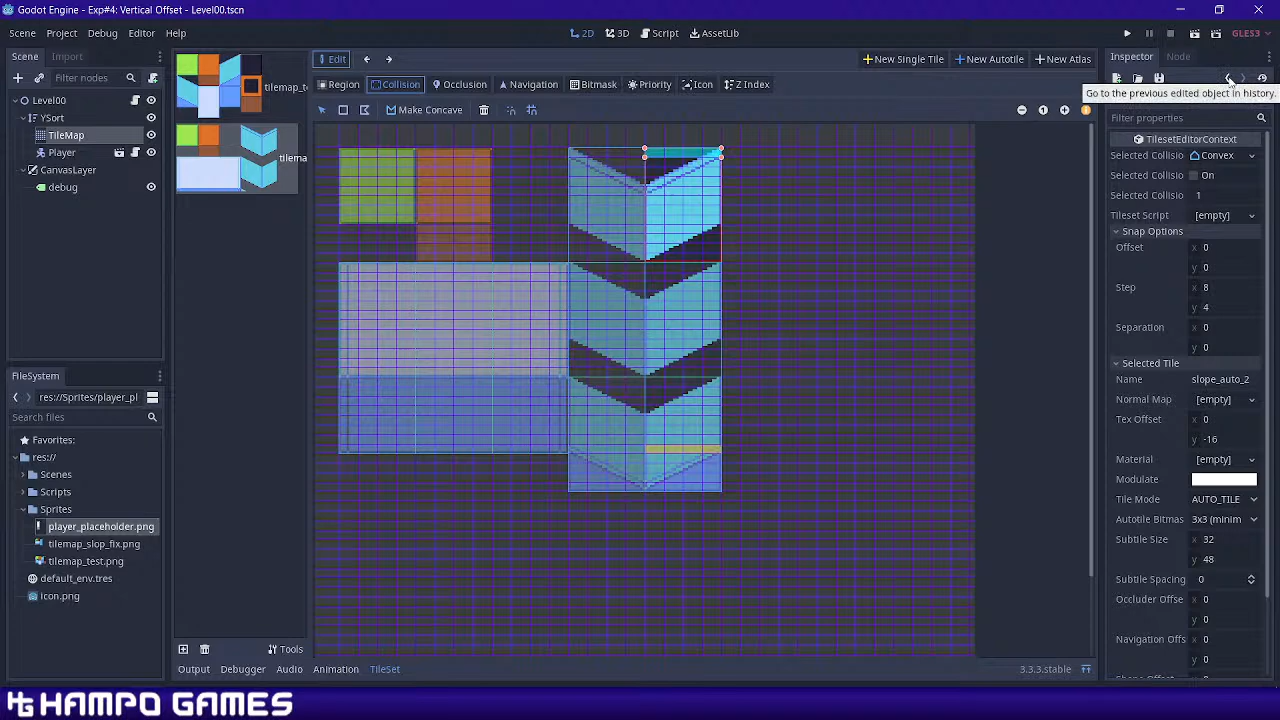 Godot Engine - Exp#4: Vertical Offset - Level00.tscn
Scene Project Debug Editor Help
2D 3D Script AssetLib
GLES3
Scene Import
Filter nodes
Level00
YSort
TileMap
Player
CanvasLayer
debug
FileSystem
res://Sprites/player_pl
Search files
Favorites:
res://
Scenes
Scripts
Sprites
player_placeholder.png
tilemap_slop_fix.png
tilemap_test.png
default_env.tres
Icon.png
tilemap_t
tilema
Tools
Edit
New Single Tile New Autotile New Atlas
Region Collision Occlusion Navigation Bitmask Priority Icon Z Index
Make Concave
Output Debugger Audio Animation TileSet
3.3.3.stable
Inspector Node
Go to the previous edited object in history.
Filter properties
TilesetEditorContext
Selected Collisio Convex
Selected Collisio On
Selected Collisio 1
Tileset Script [empty]
Snap Options
Offset x 0
y 0
Step x 8
y 4
Separation x 0
y 0
Selected Tile
Name slope_auto_2
Normal Map [empty]
Tex Offset x 0
y -16
Material [empty]
Modulate
Tile Mode AUTO_TILE
Autotile Bitmas 3x3 (minim
Subtile Size x 32
y 48
Subtile Spacing 0
Occluder Offse x 0
y 0
Navigation Offs x 0
y 0
HAMPO GAMES